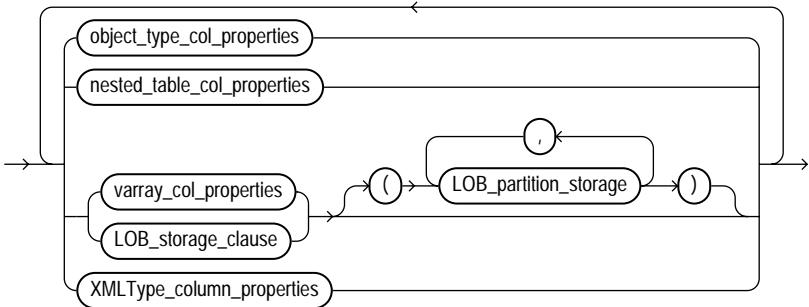 object_type_col_properties
nested_table_col_properties
,
varray_col_properties ( LOB_partition_storage )
LOB_storage_clause
XMLType_column_properties